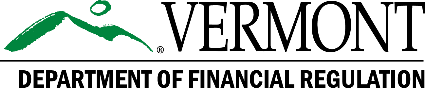 ® VERMONT
DEPARTMENT OF FINANCIAL REGULATION